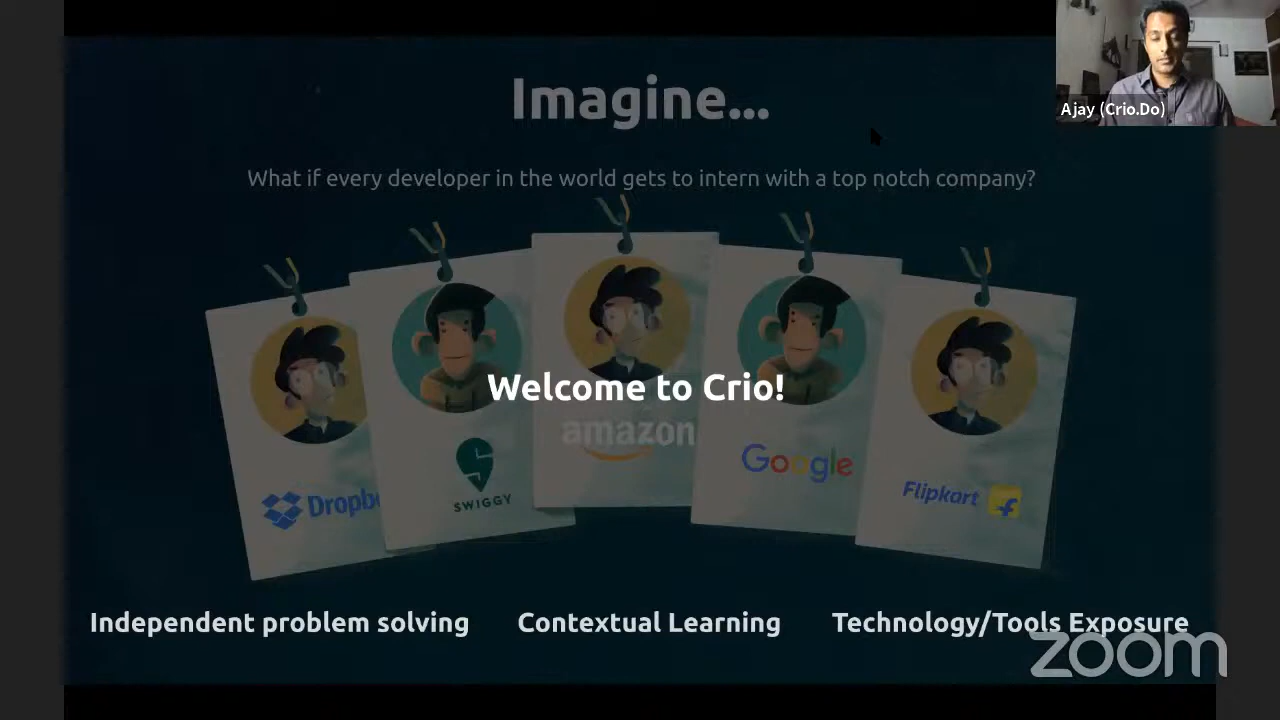 Imagine...
Ajay (Crio.Do)
What if every developer in the world gets to intern with a top notch company?
Welcome to Crio!
amazon
Google
Dropbo
SWIGGY
Flipkart
Independent problem solving
Contextual Learning
Technology/Tools Exposure
zoom